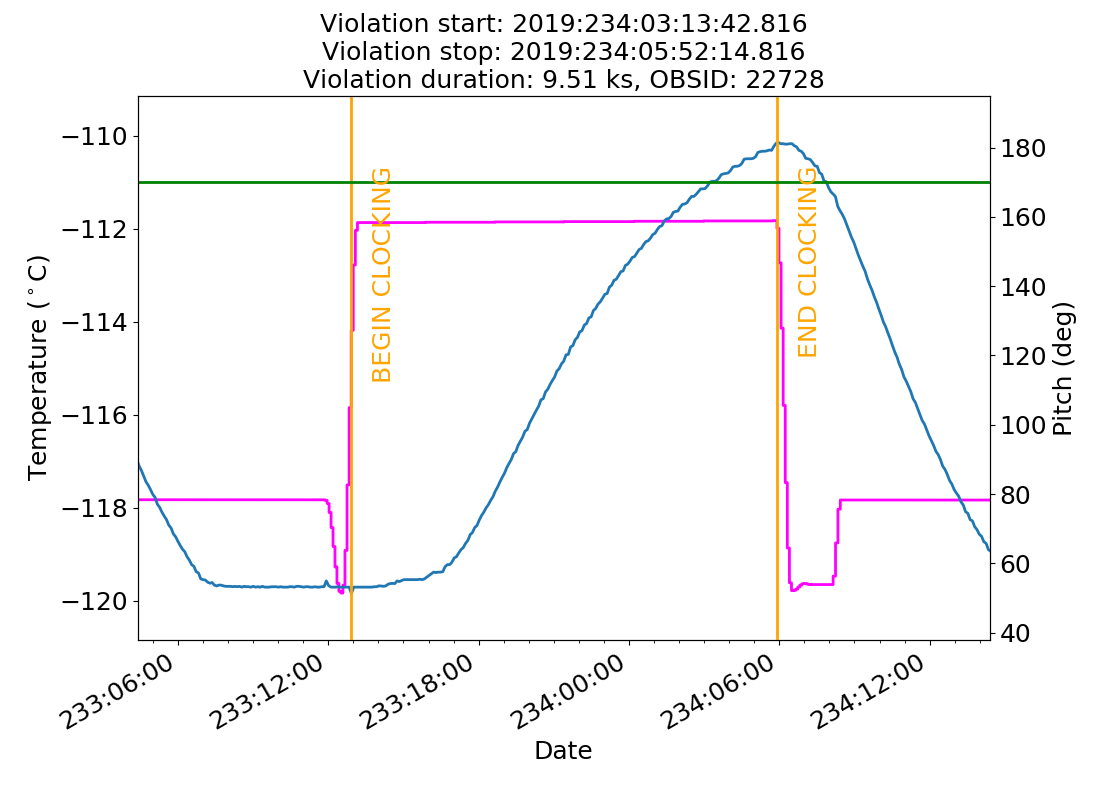 Violation start: 2019:234:03:13:42.816
Violation stop: 2019:234:05:52:14.816
Violation duration: 9.51 ks, OBSID: 22728
−110
−112
−114
−116
−118
−120
Temperature (°C)
BEGIN CLOCKING
END CLOCKING
180
160
140
120
100
80
60
40
Pitch (deg)
233:06:00
233:12:00
233:18:00
234:00:00
234:06:00
234:12:00
Date